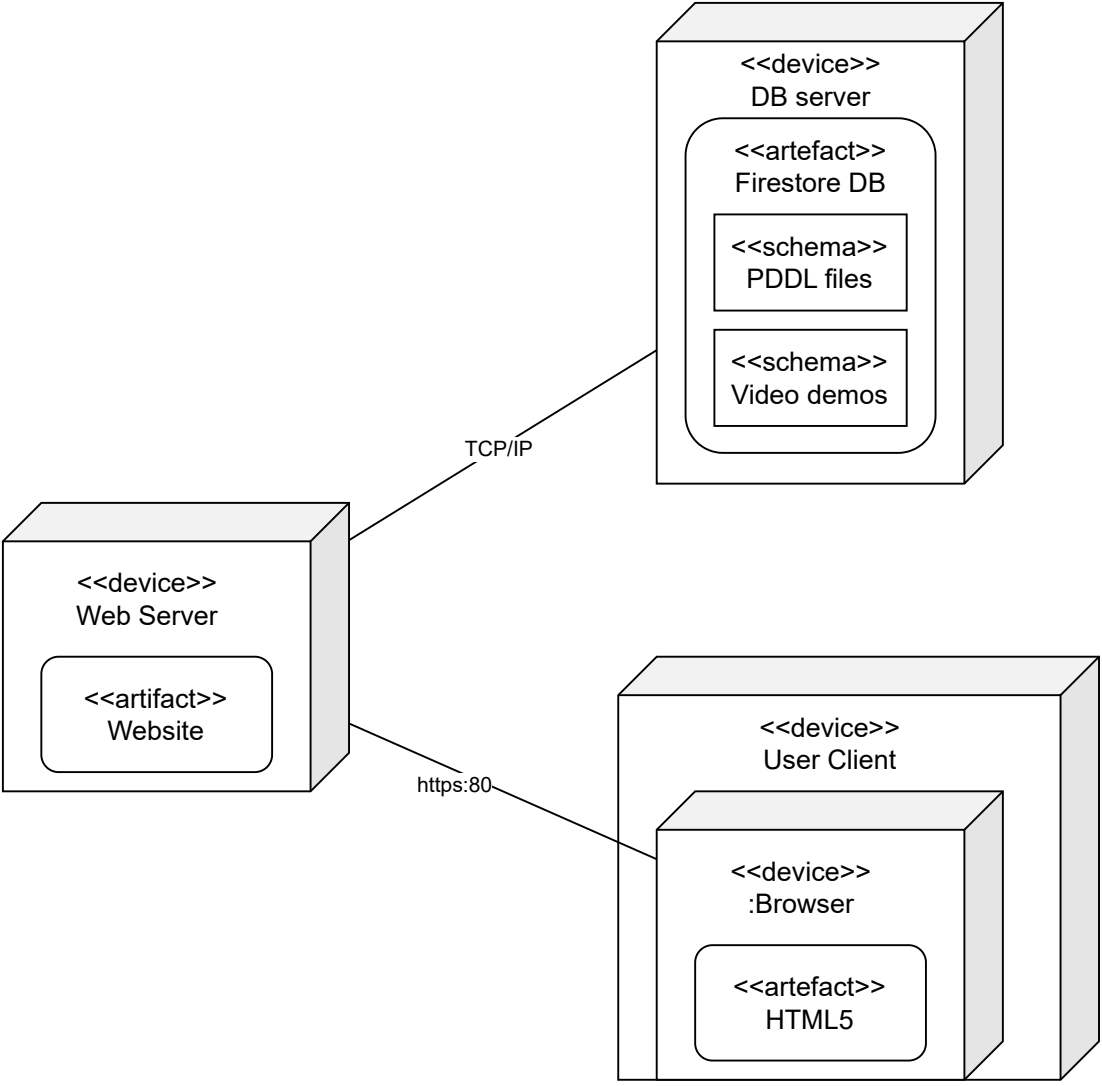 <<device>>
DB server
<<artefact>>
Firestore DB
<<schema>>
PDDL files
<<schema>>
Video demos
TCP/IP
<<device>>
Web Server
<<artifact>>
Website
https:80
<<device>>
User Client
<<device>>
:Browser
<<artefact>>
HTML5